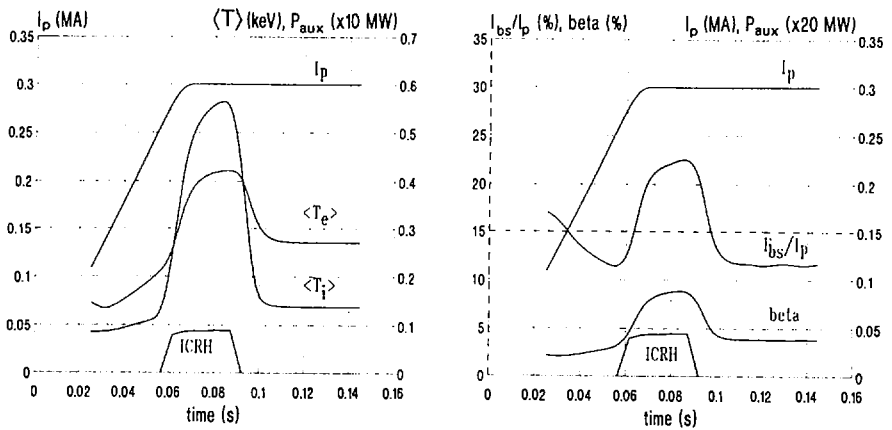 I_p (MA)
⟨T⟩ (keV), P_aux (x10 MW)
0.35
0.3
0.25
0.2
0.15
0.1
0.05
0
0.7
0.6
0.5
0.4
0.3
0.2
0.1
0
I_p
<T_e>
<T_i>
ICRH
0 0.02 0.04 0.06 0.08 0.1 0.12 0.14 0.16
time (s)
I_bs/I_p (%), beta (%)
I_p (MA), P_aux (x20 MW)
35
30
25
20
15
10
5
0
0.35
0.3
0.25
0.2
0.15
0.1
0.05
0
I_p
I_bs/I_p
beta
ICRH
0 0.02 0.04 0.06 0.08 0.1 0.12 0.14 0.16
time (s)